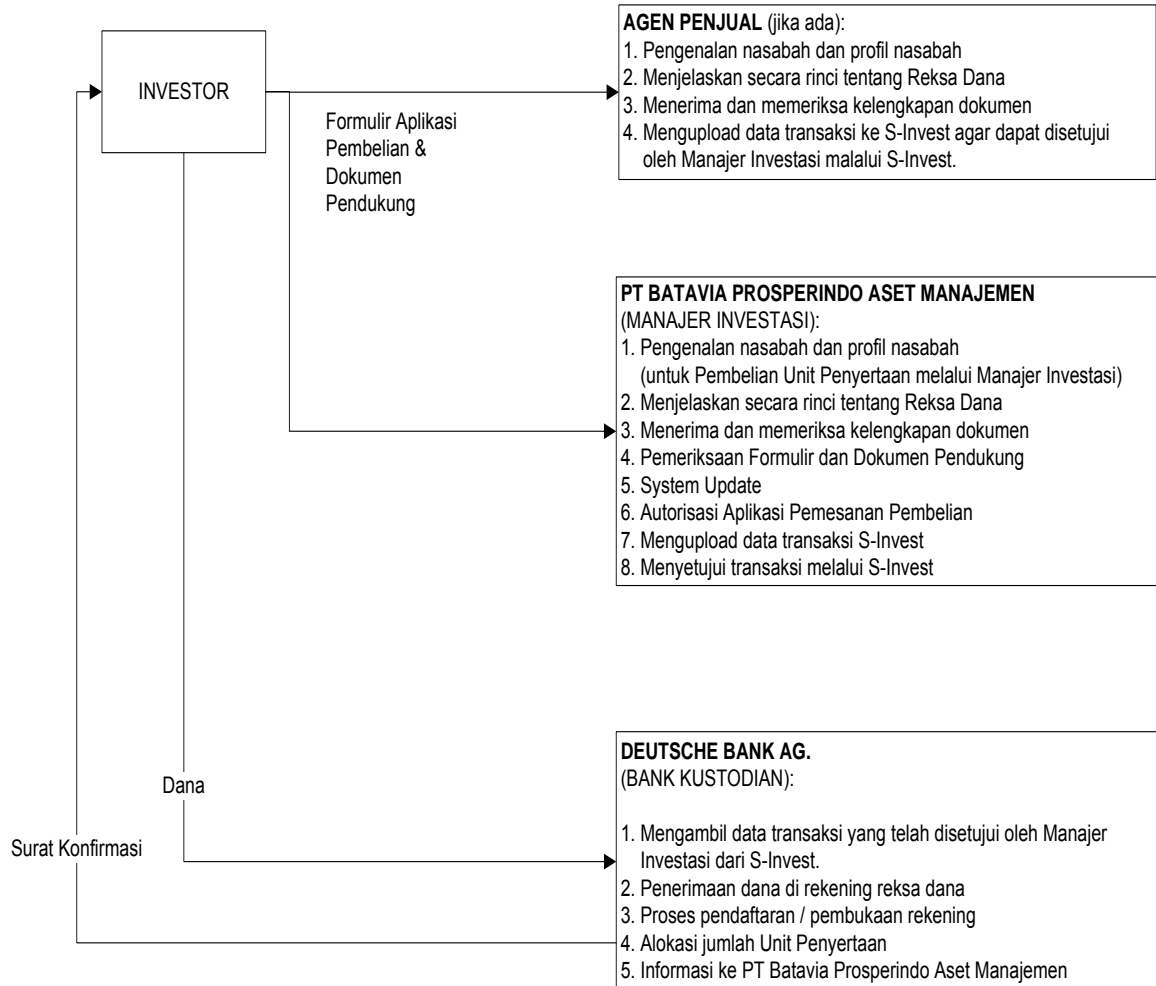 INVESTOR
Formulir Aplikasi
Pembelian &
Dokumen
Pendukung
AGEN PENJUAL (jika ada):
1. Pengenalan nasabah dan profil nasabah
2. Menjelaskan secara rinci tentang Reksa Dana
3. Menerima dan memeriksa kelengkapan dokumen
4. Mengupload data transaksi ke S-Invest agar dapat disetujui
oleh Manajer Investasi malalui S-Invest.
PT BATAVIA PROSPERINDO ASET MANAJEMEN
(MANAJER INVESTASI):
1. Pengenalan nasabah dan profil nasabah
(untuk Pembelian Unit Penyertaan melalui Manajer Investasi)
2. Menjelaskan secara rinci tentang Reksa Dana
3. Menerima dan memeriksa kelengkapan dokumen
4. Pemeriksaan Formulir dan Dokumen Pendukung
5. System Update
6. Autorisasi Aplikasi Pemesanan Pembelian
7. Mengupload data transaksi S-Invest
8. Menyetujui transaksi melalui S-Invest
Dana
Surat Konfirmasi
DEUTSCHE BANK AG.
(BANK KUSTODIAN):
1. Mengambil data transaksi yang telah disetujui oleh Manajer
Investasi dari S-Invest.
2. Penerimaan dana di rekening reksa dana
3. Proses pendaftaran / pembukaan rekening
4. Alokasi jumlah Unit Penyertaan
5. Informasi ke PT Batavia Prosperindo Aset Manajemen